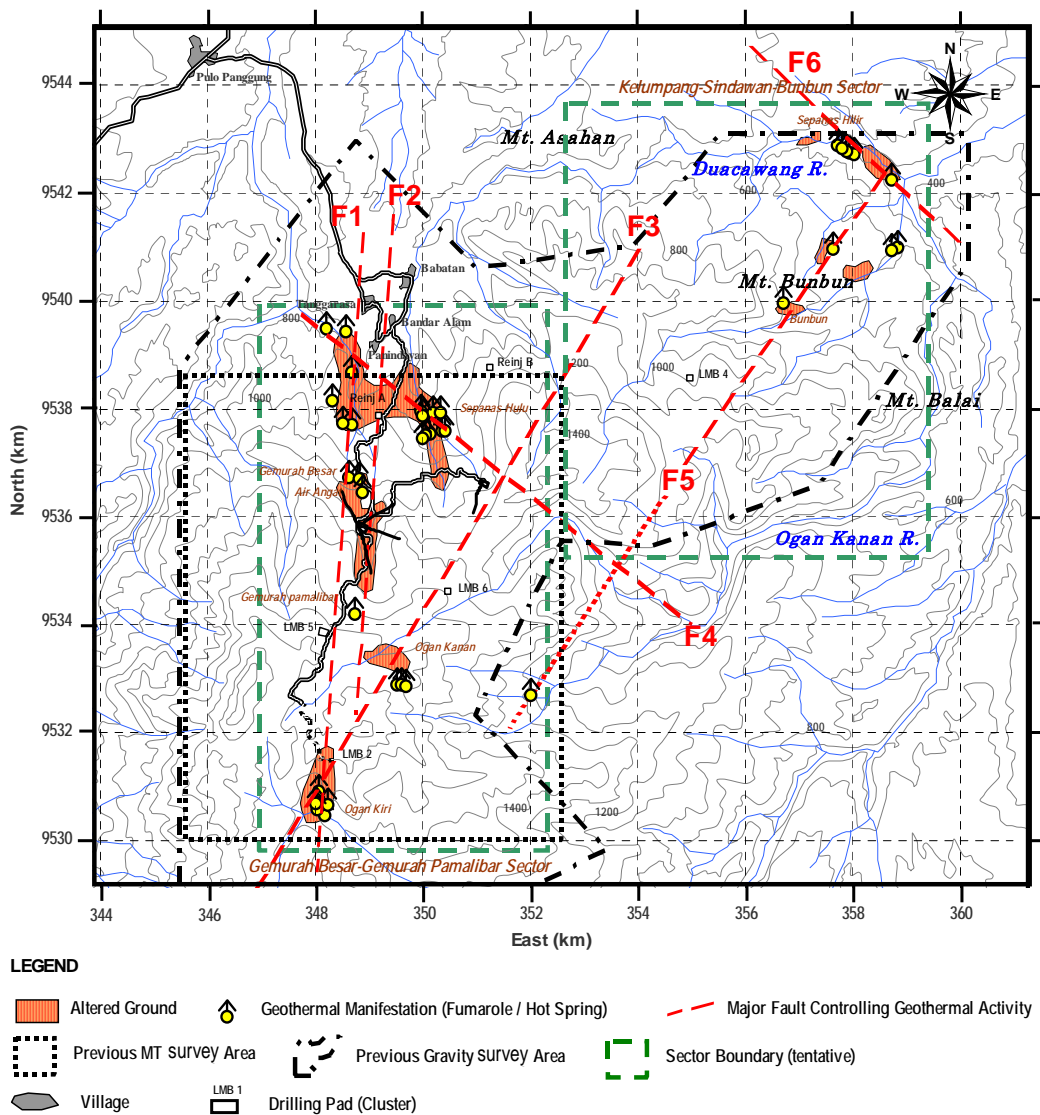 F6
N
9544
Pulo Panggung
Kelumpang-Sindawan-Bunbun Sector
W
E
Sepanas Hilir
S
Mt. Asahan
Duacawang R.
9542
F2
600
400
F1
F3
800
Babatan
Mt. Bunbun
9540
Tanggarasa
800
Bandar Alam
Bunbun
Panindayan
Reinj B
1200
1000
LMB 4
1000
Reinj A
Mt. Balai
9538
Sepanas Hulu
1400
North (km)
Gemurah Besar
F5
Air Angat
600
9536
Ogan Kanan R.
Gemurah pamalibar
LMB 6
9534
LMB 5
F4
Ogan Kanan
9532
800
LMB 2
Ogan Kiri
1400
1200
9530
Gemurah Besar-Gemurah Pamalibar Sector
344
346
348
350
352
354
356
358
360
East (km)
LEGEND
Altered Ground
Geothermal Manifestation (Fumarole / Hot Spring)
Major Fault Controlling Geothermal Activity
Previous MT survey Area
Previous Gravity survey Area
Sector Boundary (tentative)
Village
LMB 1
Drilling Pad (Cluster)